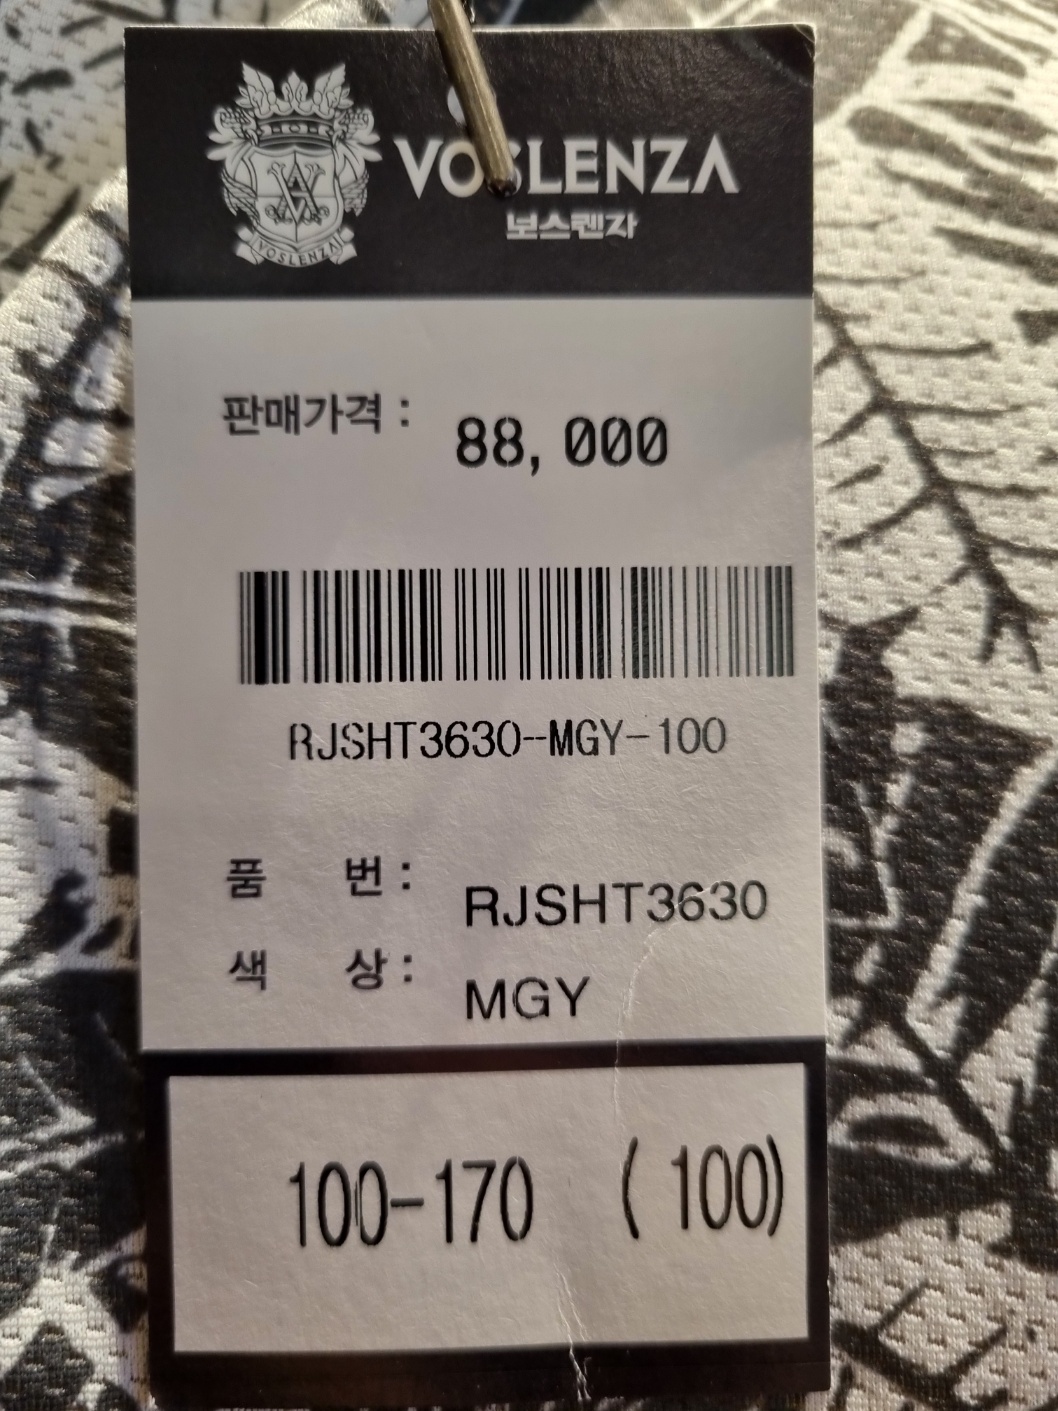 VOSLENZA
보스렌자
VOSLENZA
판매가격 : 88,000
RJSHT3630--MGY-100
품 번 : RJSHT3630
색 상 : MGY
100-170 ( 100)